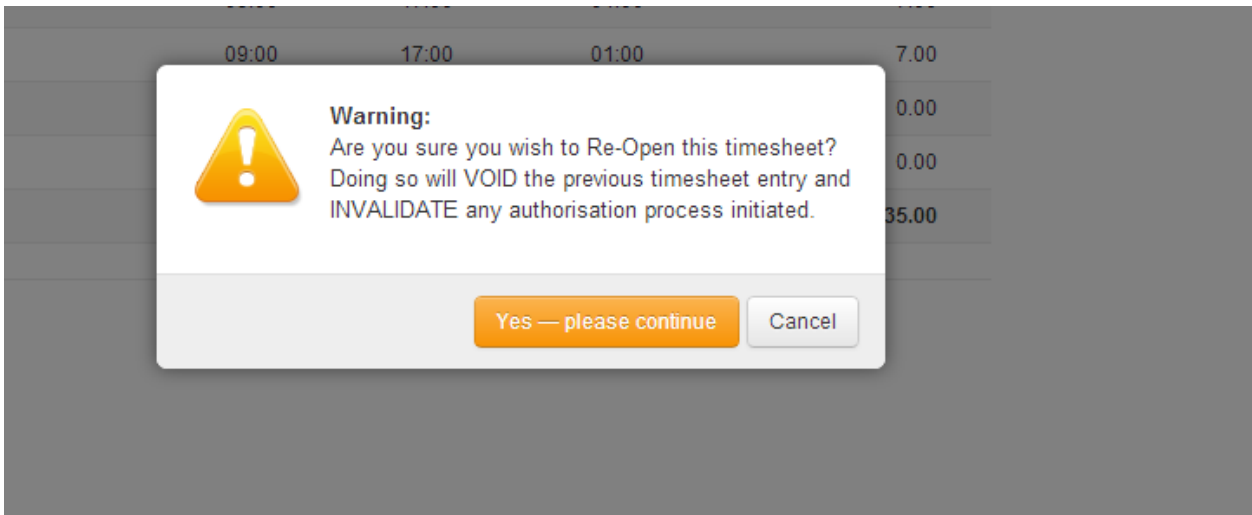 09:00 17:00 01:00 7.00
Warning:
Are you sure you wish to Re-Open this timesheet?
0.00
Doing so will VOID the previous timesheet entry and
0.00
INVALIDATE any authorisation process initiated.
35.00
Yes — please continue Cancel